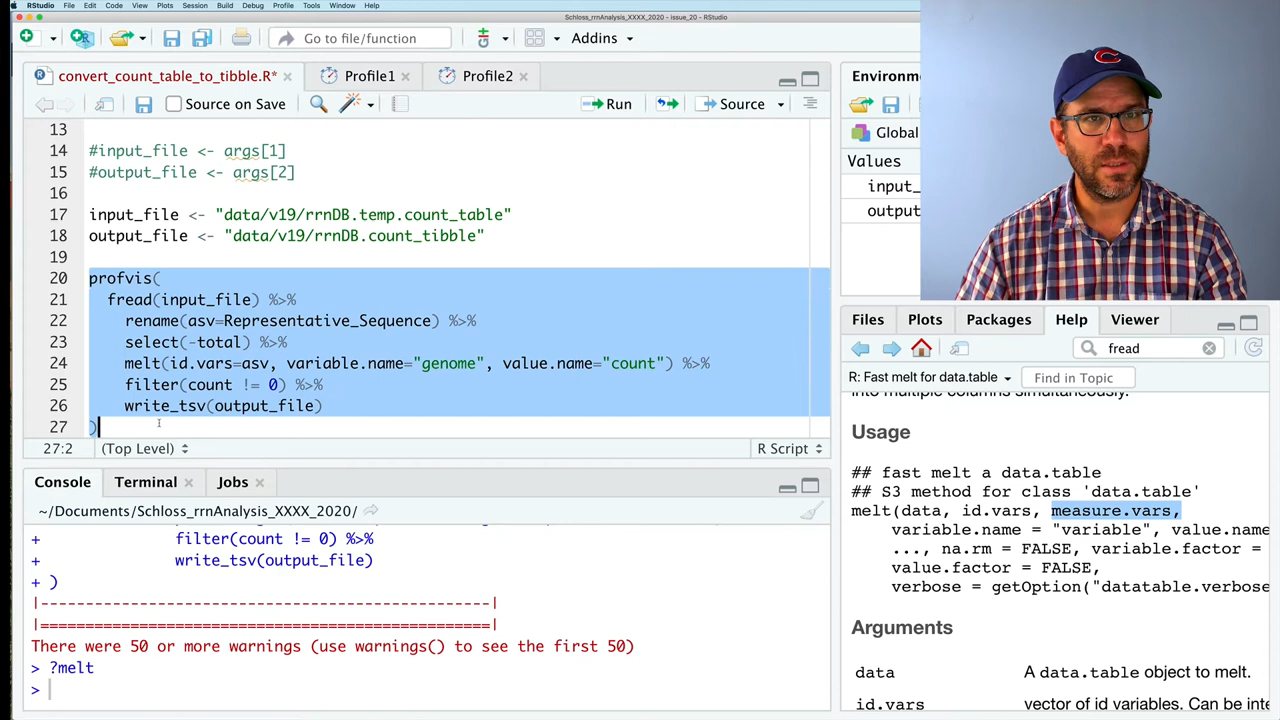 RStudio File Edit Code View Plots Session Build Debug Profile Tools Window Help
Schloss_rrnAnalysis_XXXX_2020 - issue_20 - RStudio
Go to file/function Addins
convert_count_table_to_tibble.R* Profile1 Profile2
Source on Save Run Source
13
14 #input_file <- args[1]
15 #output_file <- args[2]
16
17 input_file <- "data/v19/rrnDB.temp.count_table"
18 output_file <- "data/v19/rrnDB.count_tibble"
19
20 profvis(
21 fread(input_file) %>%
22 rename(asv=Representative_Sequence) %>%
23 select(-total) %>%
24 melt(id.vars=asv, variable.name="genome", value.name="count") %>%
25 filter(count != 0) %>%
26 write_tsv(output_file)
27 )
27:2 (Top Level) R Script
Console Terminal Jobs
~/Documents/Schloss_rrnAnalysis_XXXX_2020/
+ filter(count != 0) %>%
+ write_tsv(output_file)
+ )
|--------------------------------------------------|
|==================================================|
There were 50 or more warnings (use warnings() to see the first 50)
> ?melt
>
Environm
Global
Values
input_
output
C
Files Plots Packages Help Viewer
fread
R: Fast melt for data.table Find in Topic
into multiple columns simultaneously.
Usage
## fast melt a data.table
## S3 method for class 'data.table'
melt(data, id.vars, measure.vars,
variable.name = "variable", value.name
..., na.rm = FALSE, variable.factor =
value.factor = FALSE,
verbose = getOption("datatable.verbose
Arguments
data A data.table object to melt.
id.vars vector of id variables. Can be inte